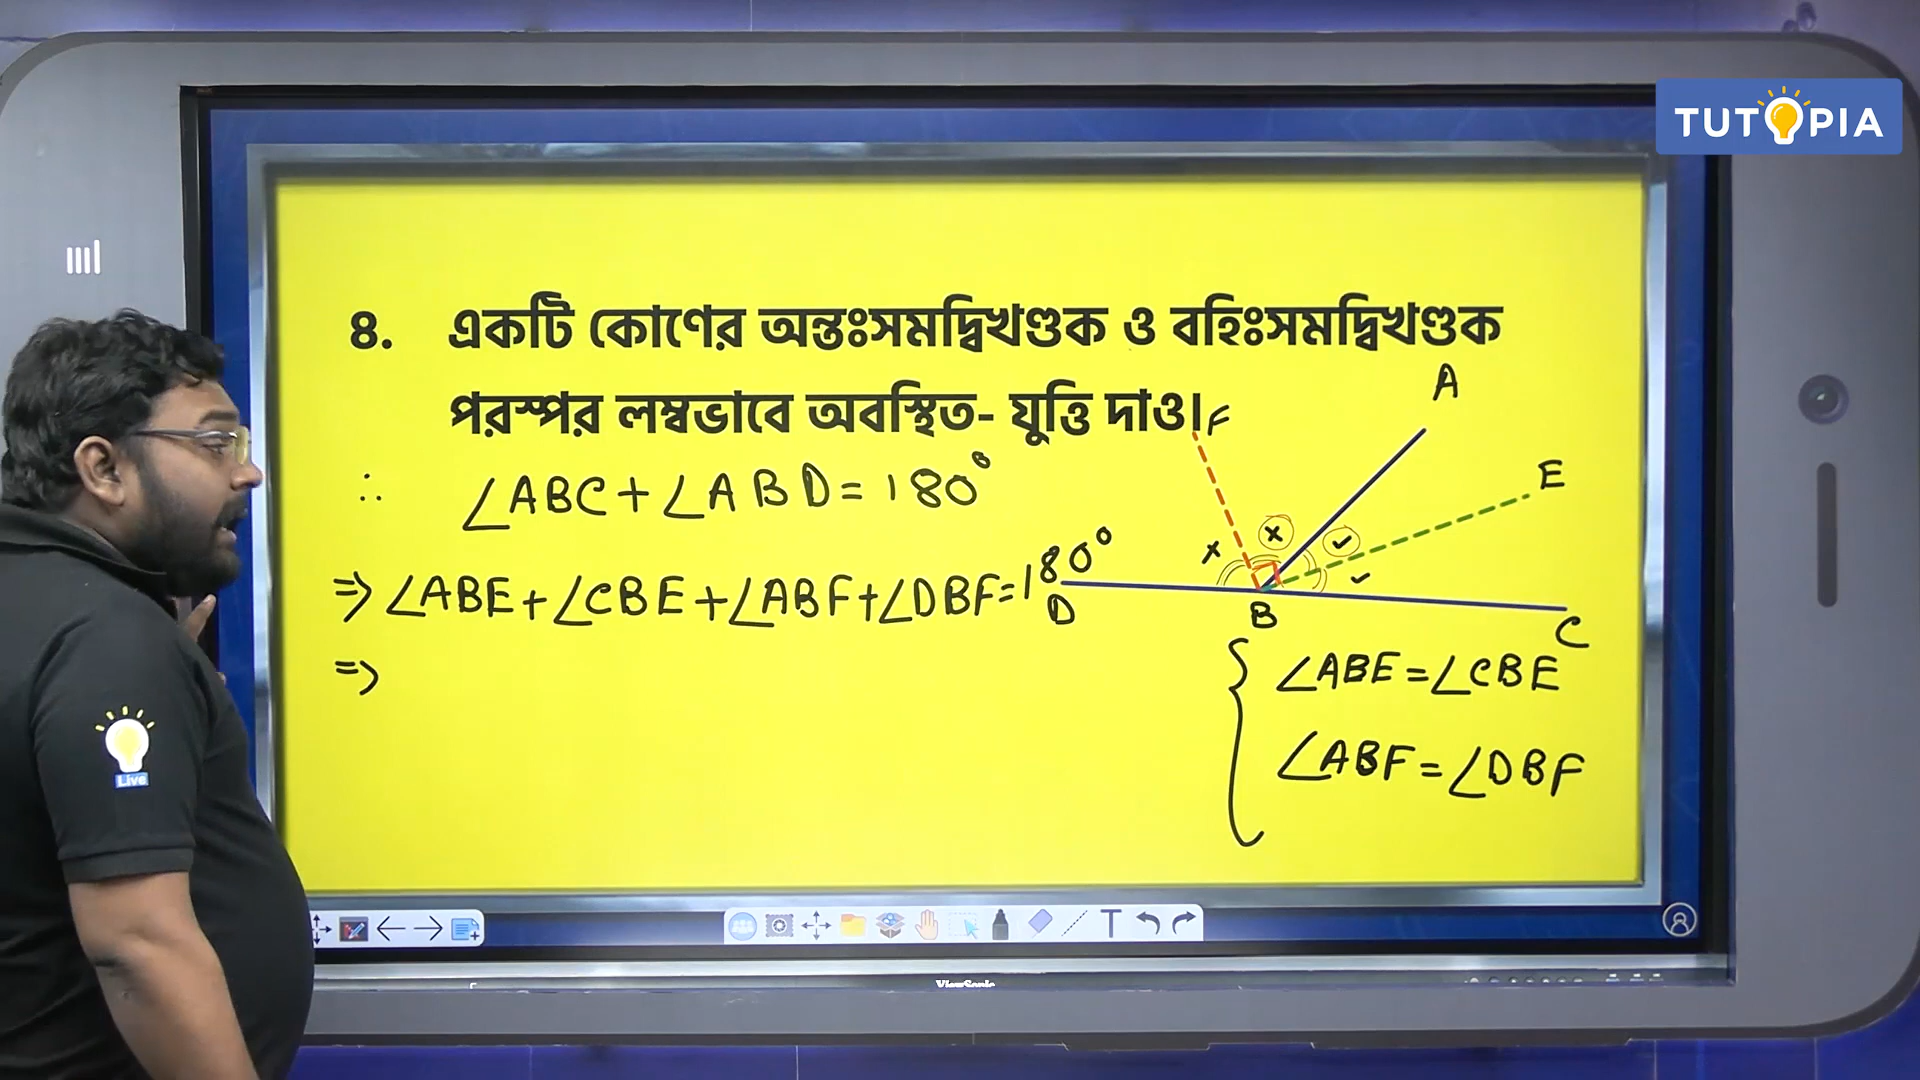 TUTOPIA
8. একটি কোণের অন্তঃসমদ্বিখণ্ডক ও বহিঃসমদ্বিখণ্ডক
পরস্পর লম্বভাবে অবস্থিত- যুক্তি দাও।
F
A
E
∴ ∠ABC + ∠ABD = 180°
⇒ ∠ABE + ∠CBE + ∠ABF + ∠DBF = 180°
D
B
C
⇒
∠ABE = ∠CBE
∠ABF = ∠DBF
Live
T
ViewSonic